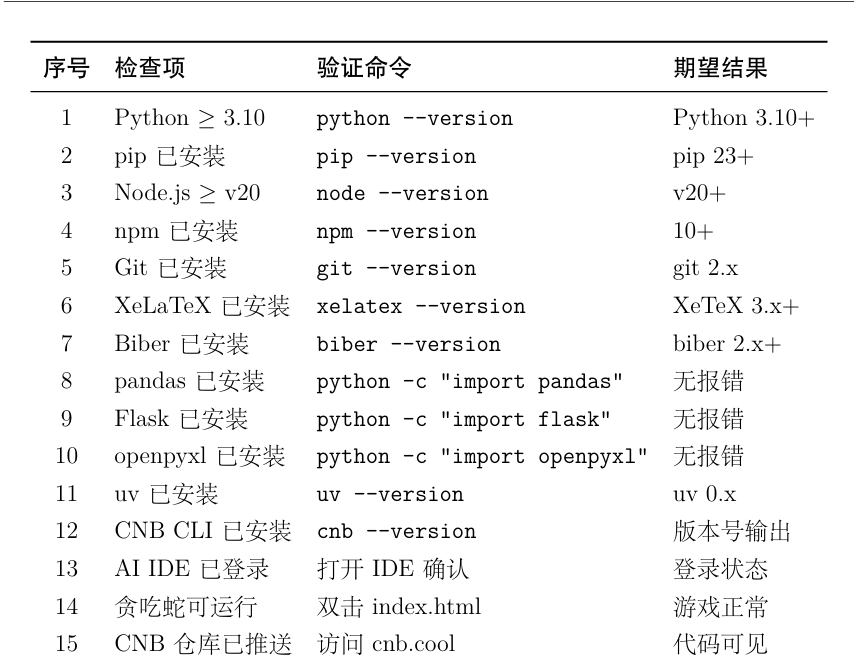 序号 检查项 验证命令 期望结果
1 Python ≥ 3.10 python --version Python 3.10+
2 pip 已安装 pip --version pip 23+
3 Node.js ≥ v20 node --version v20+
4 npm 已安装 npm --version 10+
5 Git 已安装 git --version git 2.x
6 XeLaTeX 已安装 xelatex --version XeTeX 3.x+
7 Biber 已安装 biber --version biber 2.x+
8 pandas 已安装 python -c "import pandas" 无报错
9 Flask 已安装 python -c "import flask" 无报错
10 openpyxl 已安装 python -c "import openpyxl" 无报错
11 uv 已安装 uv --version uv 0.x
12 CNB CLI 已安装 cnb --version 版本号输出
13 AI IDE 已登录 打开 IDE 确认 登录状态
14 贪吃蛇可运行 双击 index.html 游戏正常
15 CNB 仓库已推送 访问 cnb.cool 代码可见